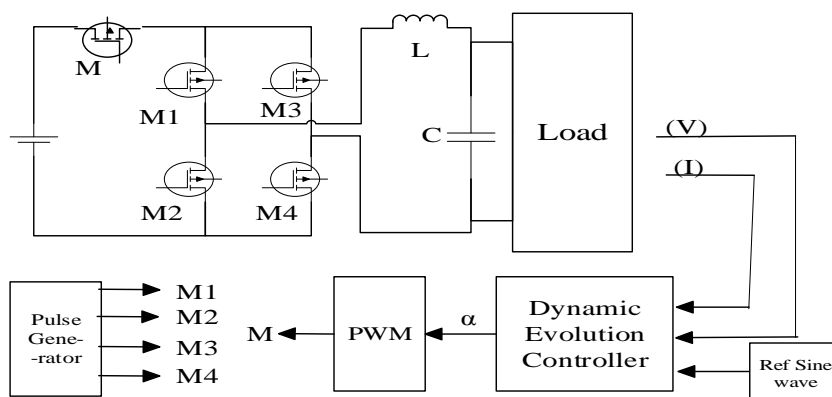 M
M1
M3
M2
M4
L
C
Load
(V)
(I)
Pulse
Gene-
-rator
M1
M2
M3
M4
M
PWM
α
Dynamic
Evolution
Controller
Ref Sine
wave